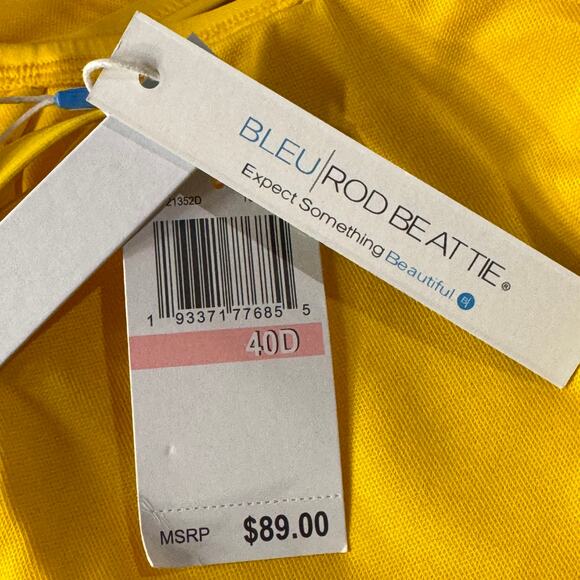 BLEU|ROD BEATTIE®
Expect Something Beautiful
21352D
1 93371 77685 5
40D
MSRP $89.00